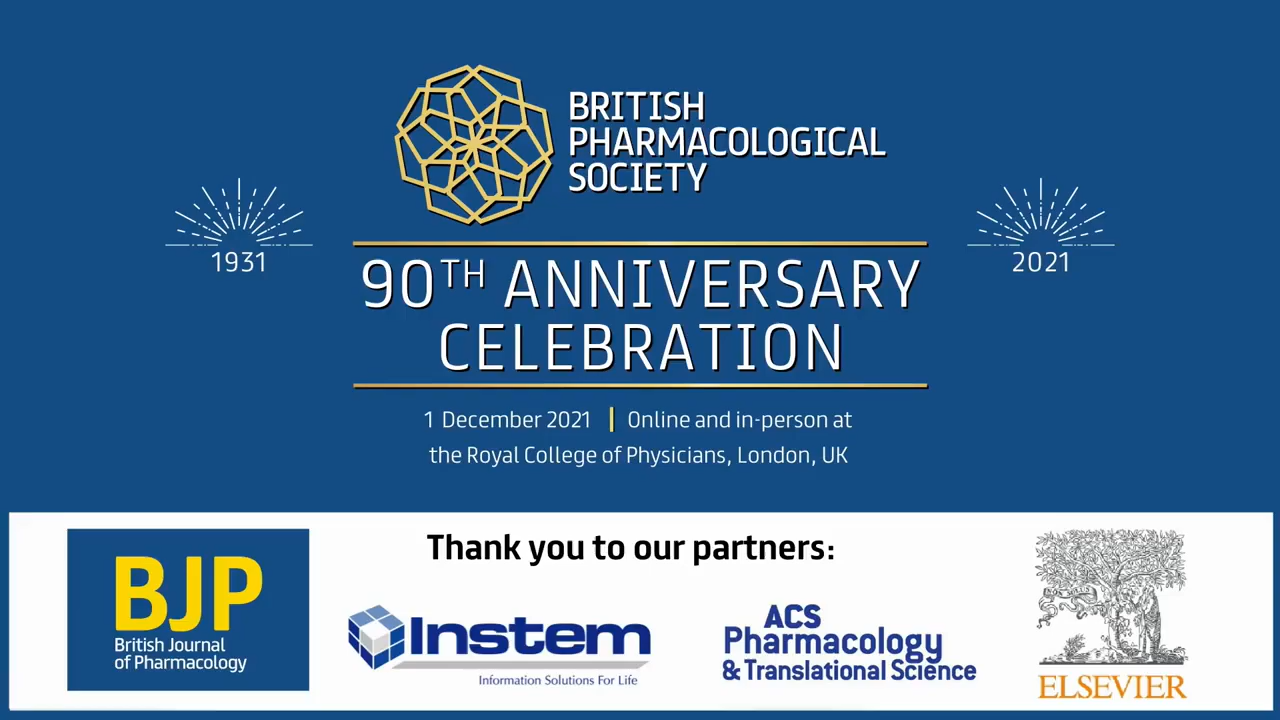 BRITISH
PHARMACOLOGICAL
SOCIETY
1931
2021
90TH ANNIVERSARY
CELEBRATION
1 December 2021 | Online and in-person at
the Royal College of Physicians, London, UK
Thank you to our partners:
BJP
British Journal
of Pharmacology
Instem
Information Solutions For Life
ACS
Pharmacology
& Translational Science
ELSEVIER